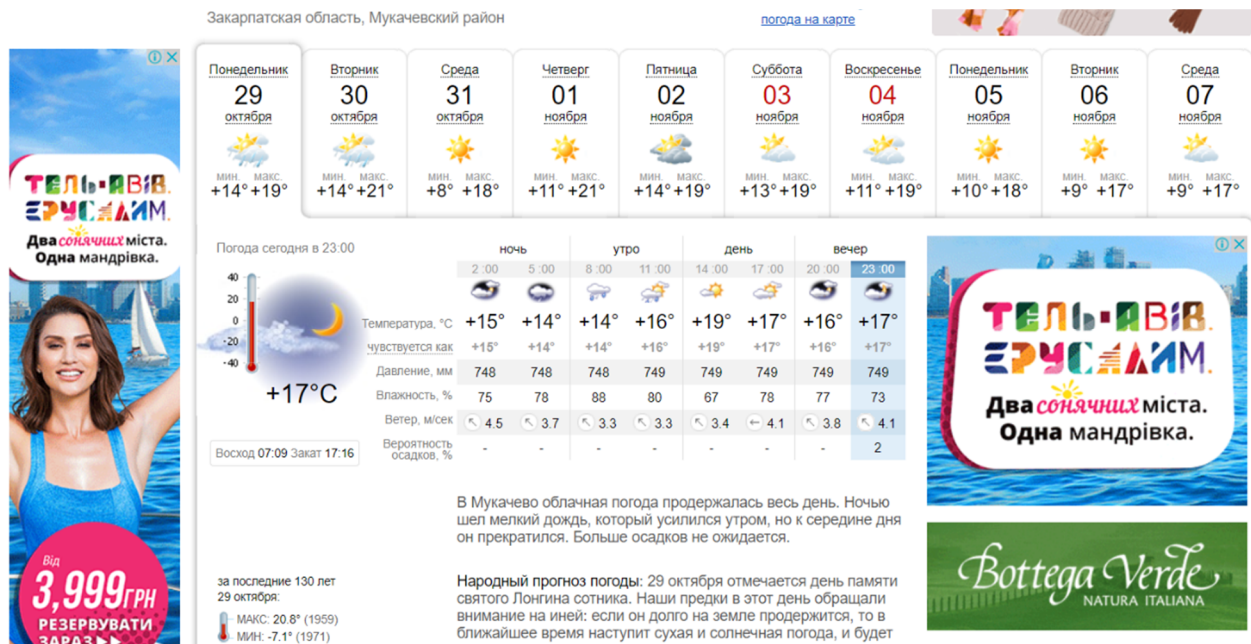 Закарпатская область, Мукачевский район
погода на карте
Понедельник Вторник Среда Четверг Пятница Суббота Воскресенье Понедельник Вторник Среда
29 30 31 01 02 03 04 05 06 07
октября октября октября ноября ноября ноября ноября ноября ноября ноября
мин. макс. мин. макс. мин. макс. мин. макс. мин. макс. мин. макс. мин. макс. мин. макс. мин. макс. мин. макс.
+14° +19° +14° +21° +8° +18° +11° +21° +14° +19° +13° +19° +11° +19° +10° +18° +9° +17° +9° +17°
Погода сегодня в 23:00
40
20
0
-20
-40
+17°C
Восход 07:09 Закат 17:16
ночь утро день вечер
2:00 5:00 8:00 11:00 14:00 17:00 20:00 23:00
Температура, °C +15° +14° +14° +16° +19° +17° +16° +17°
чувствуется как +15° +14° +14° +16° +19° +17° +16° +17°
Давление, мм 748 748 748 749 749 749 749 749
Влажность, % 75 78 88 80 67 78 77 73
Ветер, м/сек 4.5 3.7 3.3 3.3 3.4 4.1 3.8 4.1
Вероятность
осадков, % - - - - - - - 2
В Мукачево облачная погода продержалась весь день. Ночью
шел мелкий дождь, который усилился утром, но к середине дня
он прекратился. Больше осадков не ожидается.
Народный прогноз погоды: 29 октября отмечается день памяти
святого Лонгина сотника. Наши предки в этот день обращали
внимание на иней: если он долго на земле продержится, то в
ближайшее время наступит сухая и солнечная погода, и будет
за последние 130 лет
29 октября:
МАКС: 20.8° (1959)
МИН: -7.1° (1971)
ТЕЛЬ-АВІВ.
ЄРУСАЛИМ.
Два сонячних міста.
Одна мандрівка.
Від
3,999ГРН
РЕЗЕРВУВАТИ
ЗАРАЗ
ТЕЛЬ-АВІВ.
ЄРУСАЛИМ.
Два сонячних міста.
Одна мандрівка.
Bottega Verde
NATURA ITALIANA